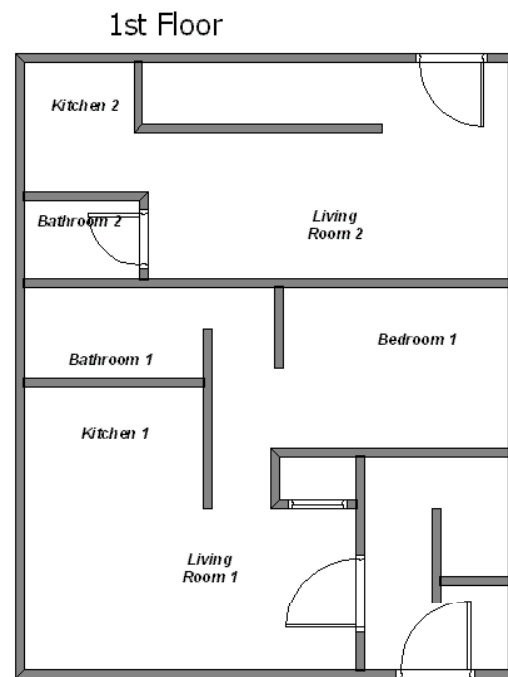 1st Floor
Kitchen 2
Bathroom 2
Living
Room 2
Bedroom 1
Bathroom 1
Kitchen 1
Living
Room 1